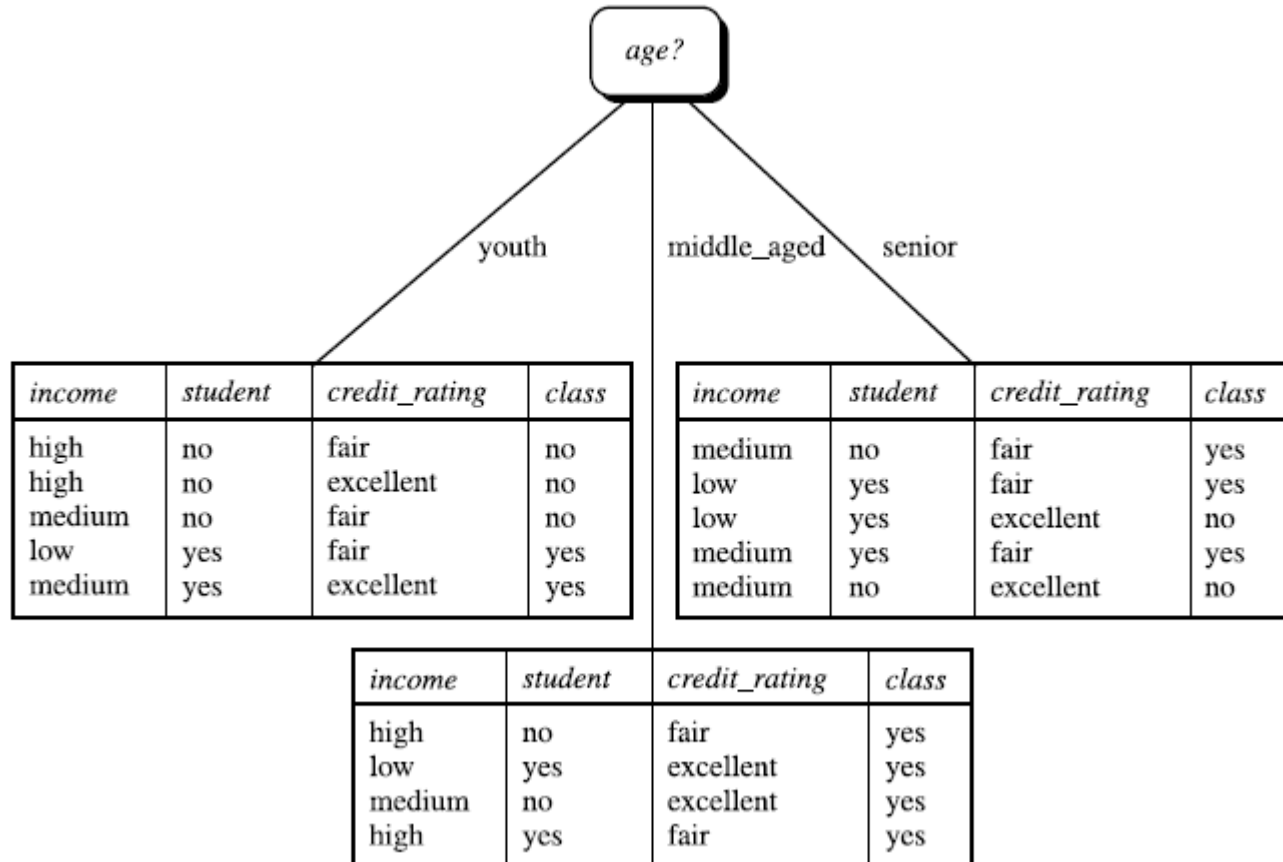 age?
youth
middle_aged
senior
income student credit_rating class
high no fair no
high no excellent no
medium no fair no
low yes fair yes
medium yes excellent yes
income student credit_rating class
medium no fair yes
low yes fair yes
low yes excellent no
medium yes fair yes
medium no excellent no
income student credit_rating class
high no fair yes
low yes excellent yes
medium no excellent yes
high yes fair yes